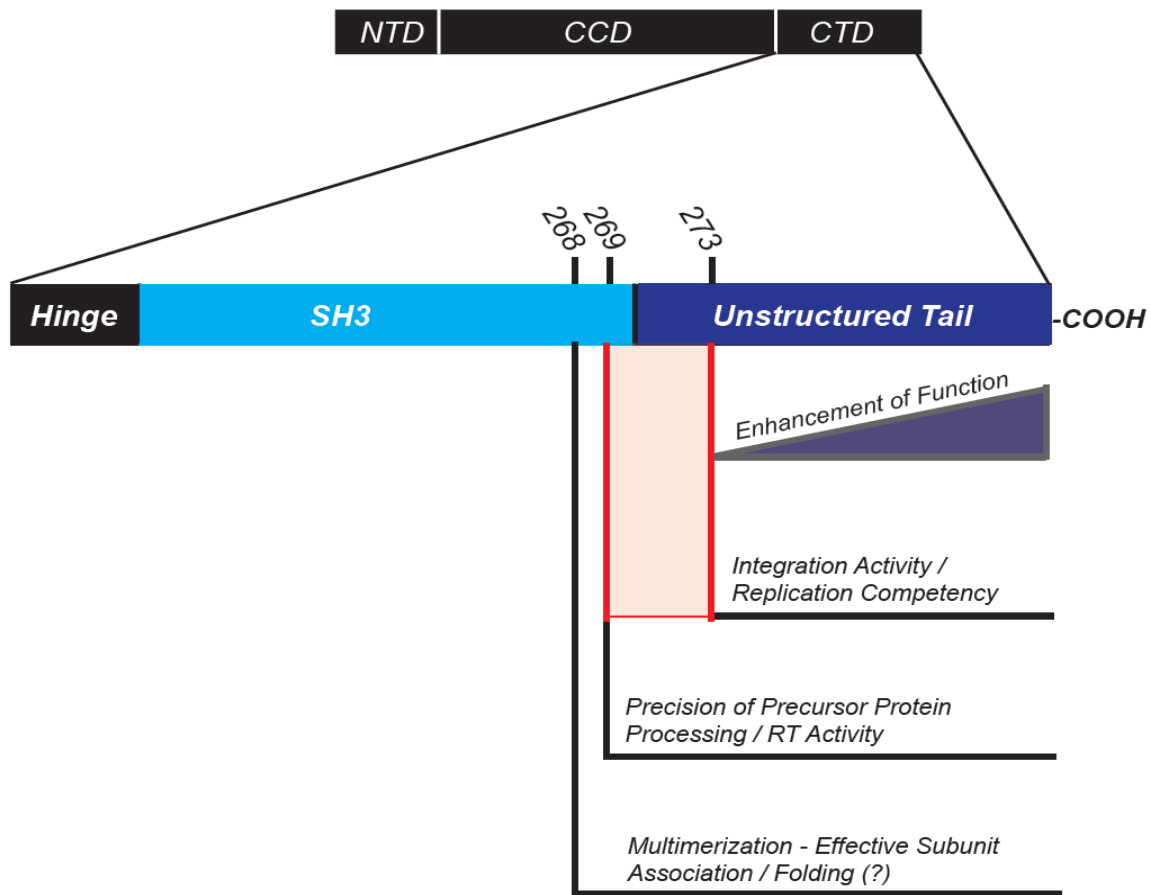 NTD CCD CTD
268 269 273
Hinge SH3 Unstructured Tail -COOH
Enhancement of Function
Integration Activity /
Replication Competency
Precision of Precursor Protein
Processing / RT Activity
Multimerization - Effective Subunit
Association / Folding (?)